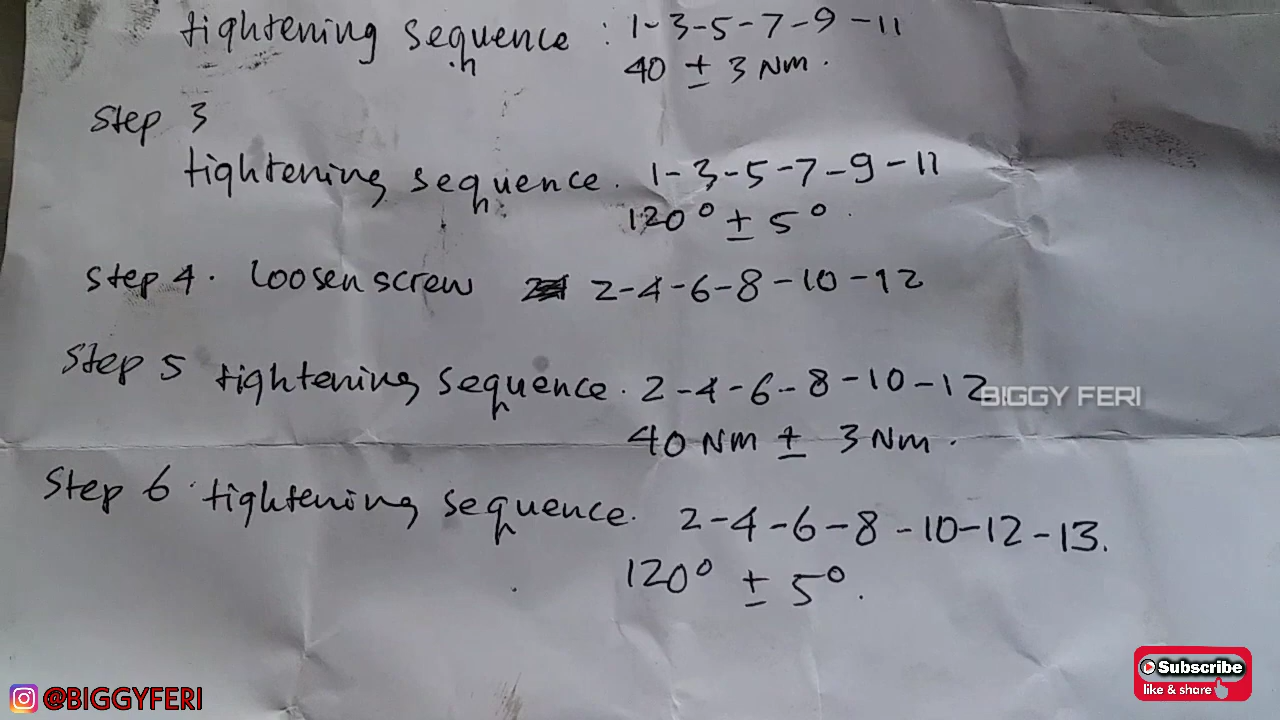 tightening sequence : 1-3-5-7-9-11
40 ± 3 Nm.
Step 3
tightening sequence. 1-3-5-7-9-11
120° ± 5°.
Step 4. Loosen screw 2-4-6-8-10-12
Step 5 tightening sequence. 2-4-6-8-10-12
BIGGY FERI
40 Nm ± 3 Nm.
Step 6. tightening sequence. 2-4-6-8-10-12-13.
120° ± 5°.
Subscribe
like & share
@BIGGYFERI